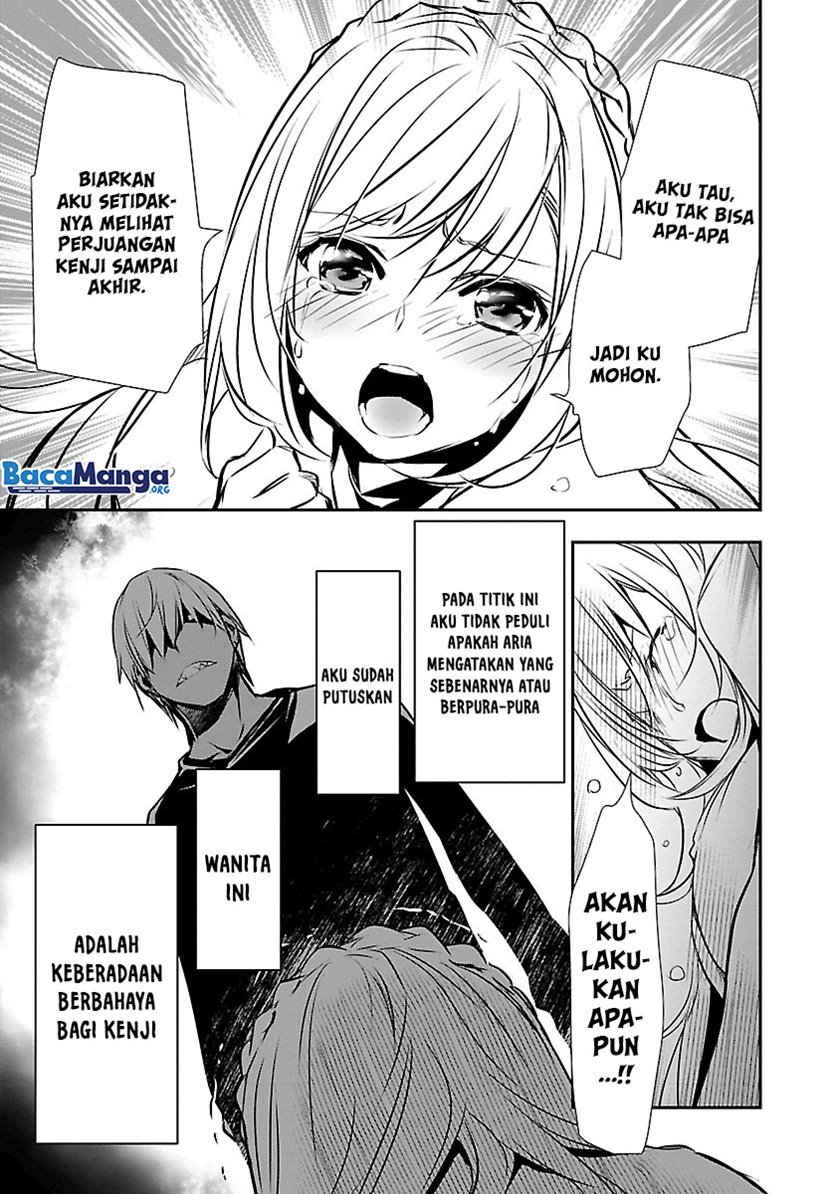 AKU TAU,
AKU TAK BISA
APA-APA
JADI KU
MOHON.
BIARKAN
AKU SETIDAK-
NYA MELIHAT
PERJUANGAN
KENJI SAMPAI
AKHIR.
BacaManga
.ORG
AKAN
KU-
LAKU-
KAN
APA-
PUN
...!!
PADA TITIK INI
AKU TIDAK PEDULI
APAKAH ARIA
MENGATAKAN YANG
SEBENARNYA ATAU
BERPURA-PURA
AKU SUDAH
PUTUSKAN
WANITA
INI
ADALAH
KEBERADAAN
BERBAHAYA
BAGI KENJI